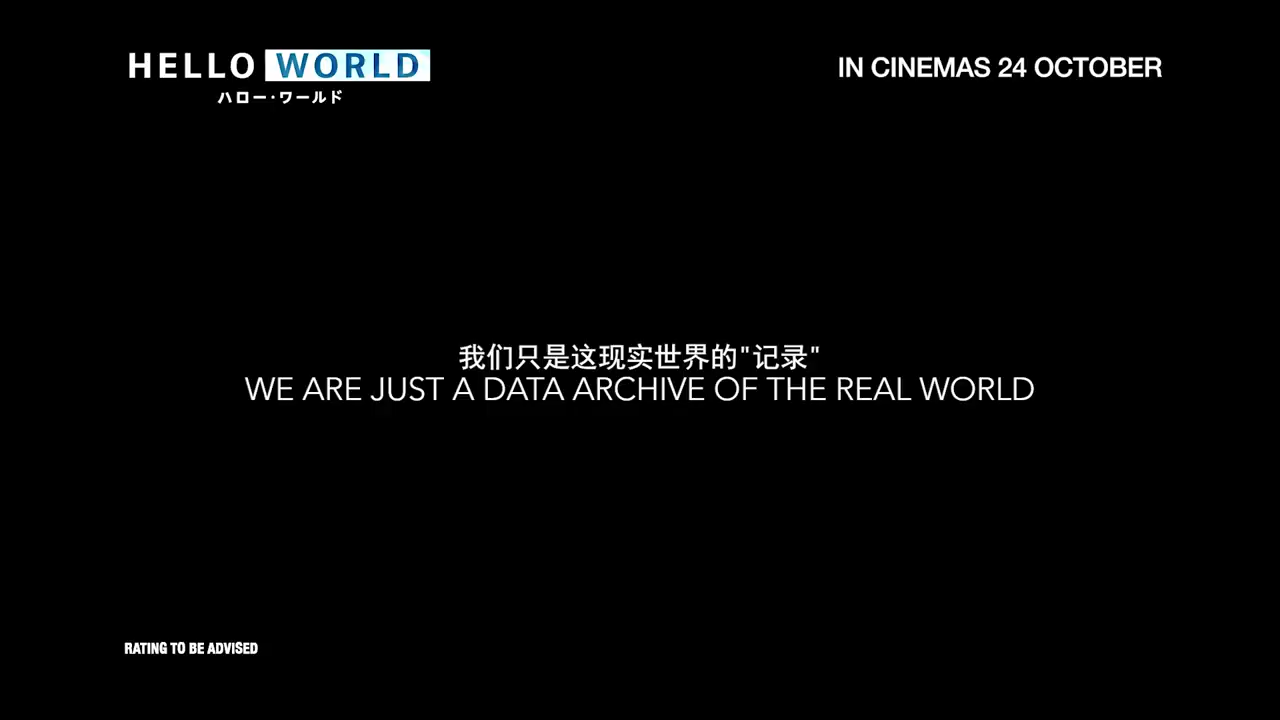 HELLO WORLD
ハロー・ワールド
IN CINEMAS 24 OCTOBER
我们只是这现实世界的"记录"
WE ARE JUST A DATA ARCHIVE OF THE REAL WORLD
RATING TO BE ADVISED